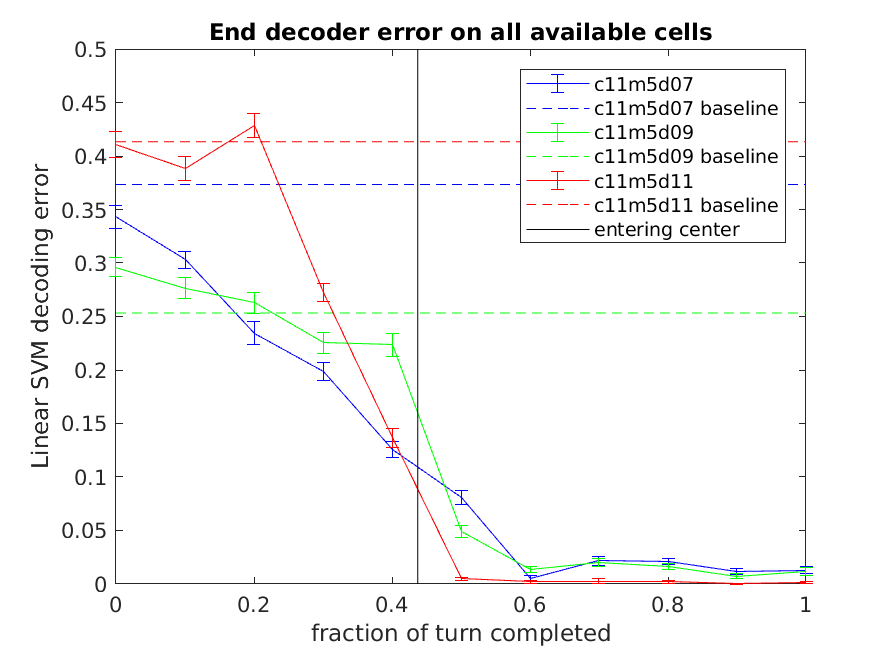 End decoder error on all available cells
0.5
0.45
0.4
0.35
0.3
0.25
0.2
0.15
0.1
0.05
0
Linear SVM decoding error
c11m5d07
c11m5d07 baseline
c11m5d09
c11m5d09 baseline
c11m5d11
c11m5d11 baseline
entering center
0 0.2 0.4 0.6 0.8 1
fraction of turn completed